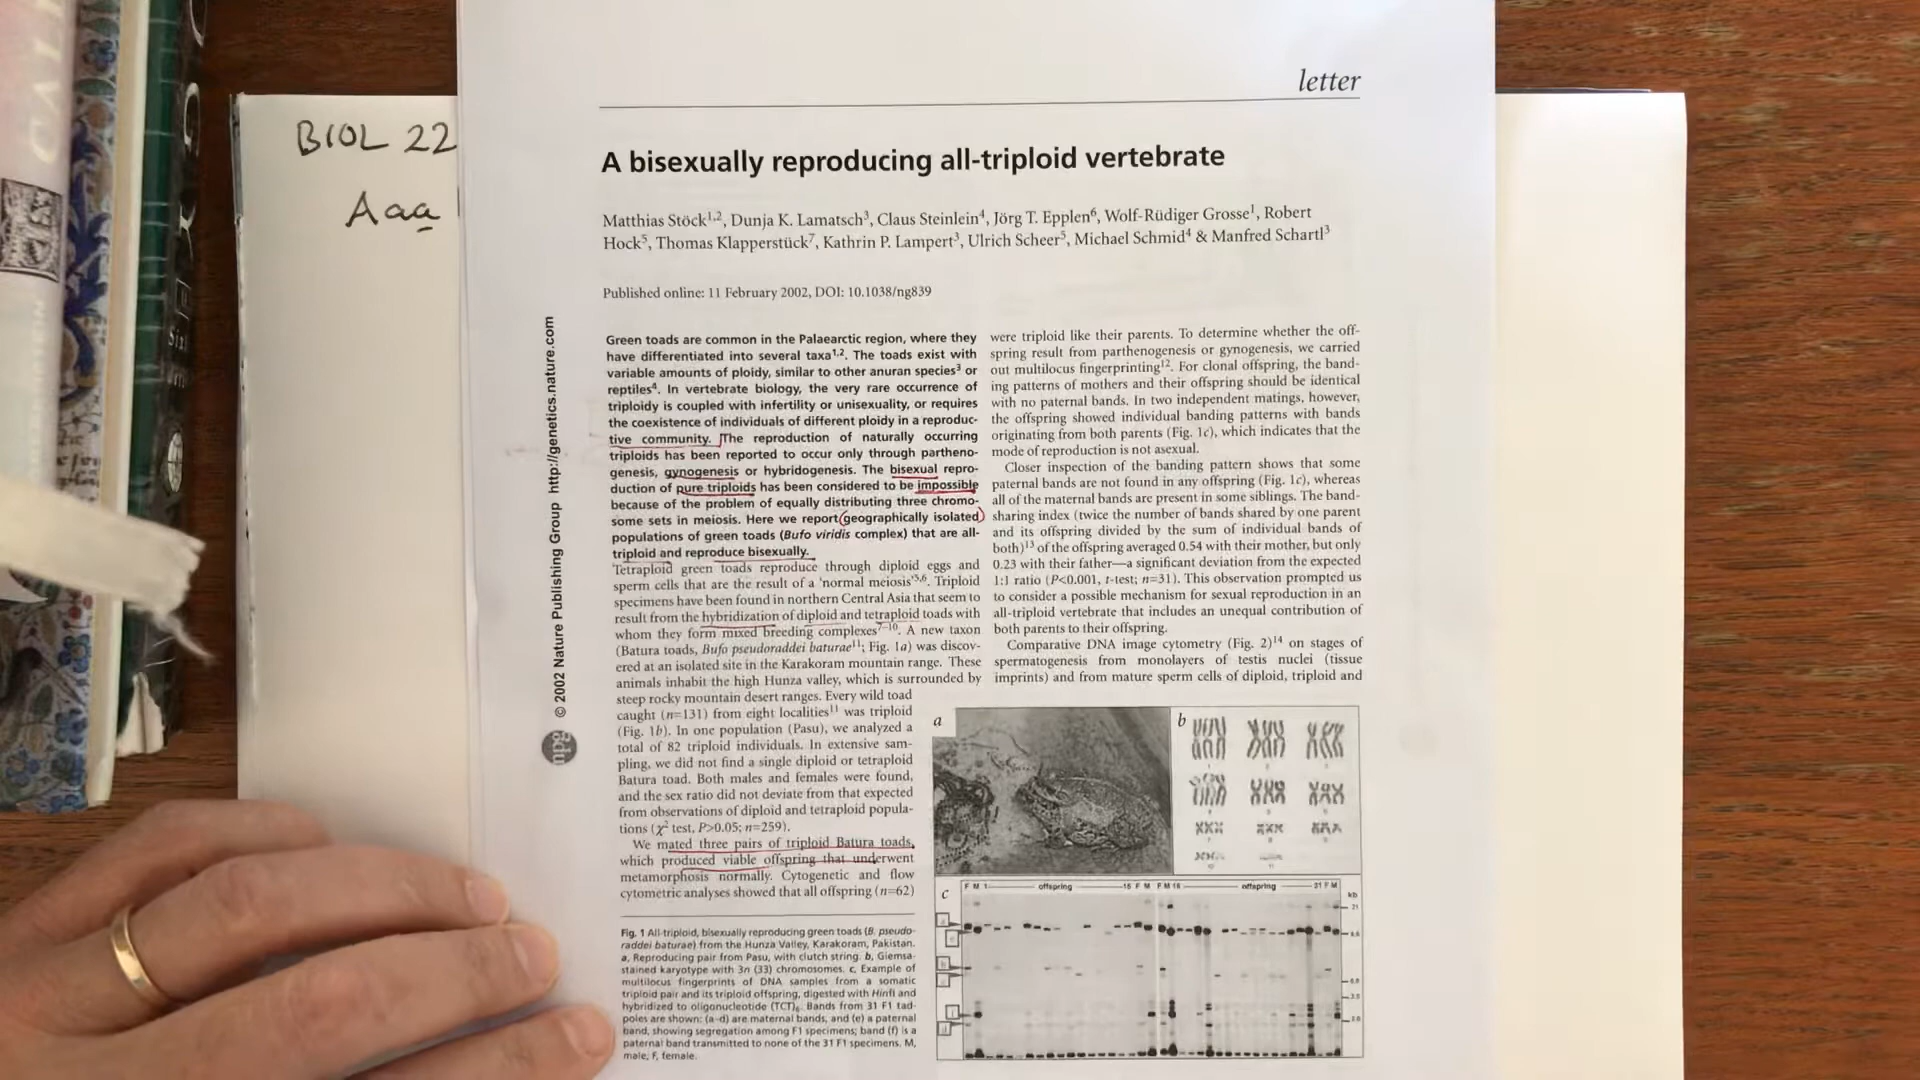 BIOL 22
Aaa
letter
A bisexually reproducing all-triploid vertebrate
Matthias Stöck1,2, Dunja K. Lamatsch3, Claus Steinlein4, Jörg T. Epplen6, Wolf-Rüdiger Grosse1, Robert
Hock5, Thomas Klapperstück7, Kathrin P. Lampert3, Ulrich Scheer5, Michael Schmid4 & Manfred Schartl3
Published online: 11 February 2002, DOI: 10.1038/ng839
© 2002 Nature Publishing Group http://genetics.nature.com
npg
Green toads are common in the Palaearctic region, where they
have differentiated into several taxa1,2. The toads exist with
variable amounts of ploidy, similar to other anuran species3 or
reptiles4. In vertebrate biology, the very rare occurrence of
triploidy is coupled with infertility or unisexuality, or requires
the coexistence of individuals of different ploidy in a reproduc-
tive community. The reproduction of naturally occurring
triploids has been reported to occur only through partheno-
genesis, gynogenesis or hybridogenesis. The bisexual repro-
duction of pure triploids has been considered to be impossible
because of the problem of equally distributing three chromo-
some sets in meiosis. Here we report geographically isolated
populations of green toads (Bufo viridis complex) that are all-
triploid and reproduce bisexually.
Tetraploid green toads reproduce through diploid eggs and
sperm cells that are the result of a 'normal meiosis'5,6. Triploid
specimens have been found in northern Central Asia that seem to
result from the hybridization of diploid and tetraploid toads with
whom they form mixed breeding complexes7–10. A new taxon
(Batura toads, Bufo pseudoraddei baturae11; Fig. 1a) was discov-
ered at an isolated site in the Karakoram mountain range. These
animals inhabit the high Hunza valley, which is surrounded by
steep rocky mountain desert ranges. Every wild toad
caught (n=131) from eight localities11 was triploid
(Fig. 1b). In one population (Pasu), we analyzed a
total of 82 triploid individuals. In extensive sam-
pling, we did not find a single diploid or tetraploid
Batura toad. Both males and females were found,
and the sex ratio did not deviate from that expected
from observations of diploid and tetraploid popula-
tions (χ2 test, P>0.05; n=259).
We mated three pairs of triploid Batura toads,
which produced viable offspring that underwent
metamorphosis normally. Cytogenetic and flow
cytometric analyses showed that all offspring (n=62)
were triploid like their parents. To determine whether the off-
spring result from parthenogenesis or gynogenesis, we carried
out multilocus fingerprinting12. For clonal offspring, the band-
ing patterns of mothers and their offspring should be identical
with no paternal bands. In two independent matings, however,
the offspring showed individual banding patterns with bands
originating from both parents (Fig. 1c), which indicates that the
mode of reproduction is not asexual.
Closer inspection of the banding pattern shows that some
paternal bands are not found in any offspring (Fig. 1c), whereas
all of the maternal bands are present in some siblings. The band-
sharing index (twice the number of bands shared by one parent
and its offspring divided by the sum of individual bands of
both)13 of the offspring averaged 0.54 with their mother, but only
0.23 with their father—a significant deviation from the expected
1:1 ratio (P<0.001, t-test; n=31). This observation prompted us
to consider a possible mechanism for sexual reproduction in an
all-triploid vertebrate that includes an unequal contribution of
both parents to their offspring.
Comparative DNA image cytometry (Fig. 2)14 on stages of
spermatogenesis from monolayers of testis nuclei (tissue
imprints) and from mature sperm cells of diploid, triploid and
a
b
c
F M 1 offspring 15 F M F M 16 offspring 31 F M
kb
21
Fig. 1 All-triploid, bisexually reproducing green toads (B. pseudo-
raddei baturae) from the Hunza Valley, Karakoram, Pakistan.
a, Reproducing pair from Pasu, with clutch string. b, Giemsa-
stained karyotype with 3n (33) chromosomes. c, Example of
multilocus fingerprints of DNA samples from a somatic
triploid pair and its triploid offspring, digested with HinfI and
hybridized to oligonucleotide (TCT)6. Bands from 31 F1 tad-
poles are shown: (a–d) are maternal bands, and (e) a paternal
band, showing segregation among F1 specimens; band (f) is a
paternal band transmitted to none of the 31 F1 specimens. M,
male; F, female.